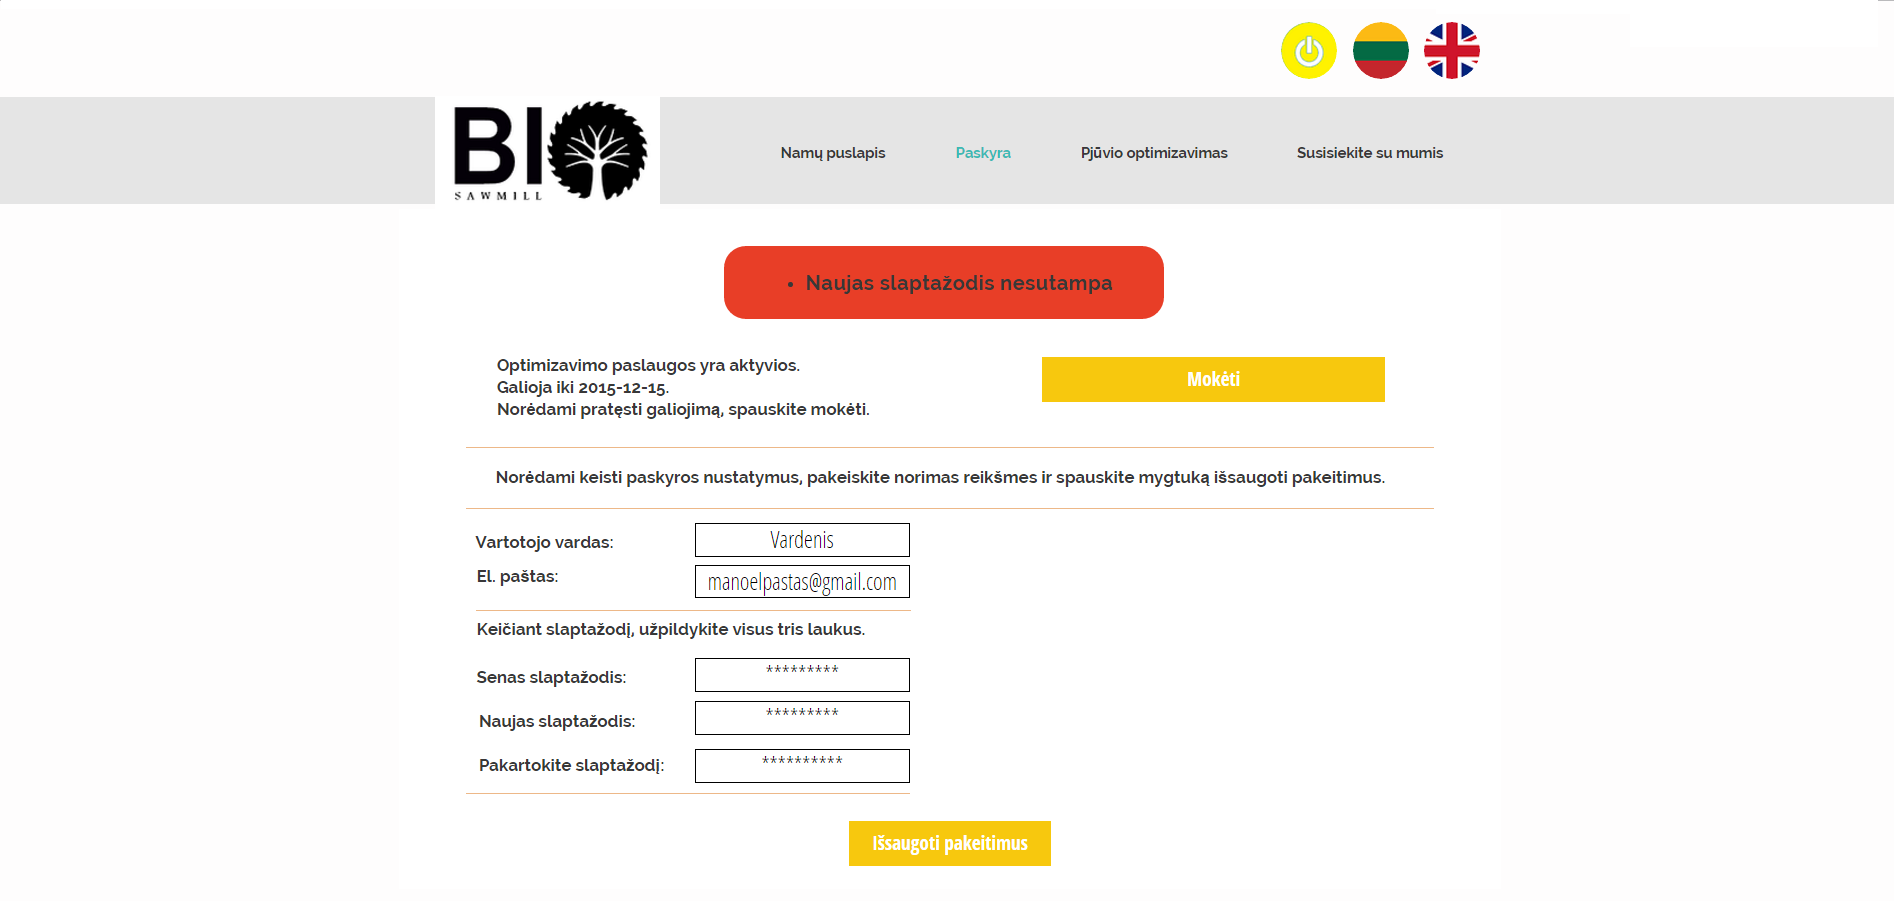 BI
SAWMILL
Namų puslapis Paskyra Pjūvio optimizavimas Susisiekite su mumis
• Naujas slaptažodis nesutampa
Optimizavimo paslaugos yra aktyvios.
Galioja iki 2015-12-15.
Norėdami pratęsti galiojimą, spauskite mokėti.
Mokėti
Norėdami keisti paskyros nustatymus, pakeiskite norimas reikšmes ir spauskite mygtuką išsaugoti pakeitimus.
Vartotojo vardas: Vardenis
El. paštas: manoelpastas@gmail.com
Keičiant slaptažodį, užpildykite visus tris laukus.
Senas slaptažodis: *********
Naujas slaptažodis: *********
Pakartokite slaptažodį: **********
Išsaugoti pakeitimus